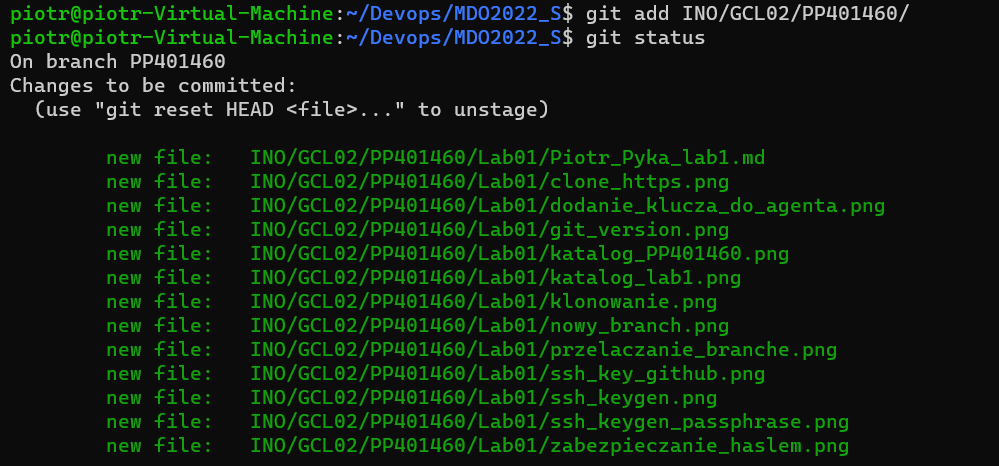 piotr@piotr-Virtual-Machine:~/Devops/MDO2022_S$ git add INO/GCL02/PP401460/
piotr@piotr-Virtual-Machine:~/Devops/MDO2022_S$ git status
On branch PP401460
Changes to be committed:
  (use "git reset HEAD <file>..." to unstage)

        new file:   INO/GCL02/PP401460/Lab01/Piotr_Pyka_lab1.md
        new file:   INO/GCL02/PP401460/Lab01/clone_https.png
        new file:   INO/GCL02/PP401460/Lab01/dodanie_klucza_do_agenta.png
        new file:   INO/GCL02/PP401460/Lab01/git_version.png
        new file:   INO/GCL02/PP401460/Lab01/katalog_PP401460.png
        new file:   INO/GCL02/PP401460/Lab01/katalog_lab1.png
        new file:   INO/GCL02/PP401460/Lab01/klonowanie.png
        new file:   INO/GCL02/PP401460/Lab01/nowy_branch.png
        new file:   INO/GCL02/PP401460/Lab01/przelaczanie_branche.png
        new file:   INO/GCL02/PP401460/Lab01/ssh_key_github.png
        new file:   INO/GCL02/PP401460/Lab01/ssh_keygen.png
        new file:   INO/GCL02/PP401460/Lab01/ssh_keygen_passphrase.png
        new file:   INO/GCL02/PP401460/Lab01/zabezpieczanie_haslem.png